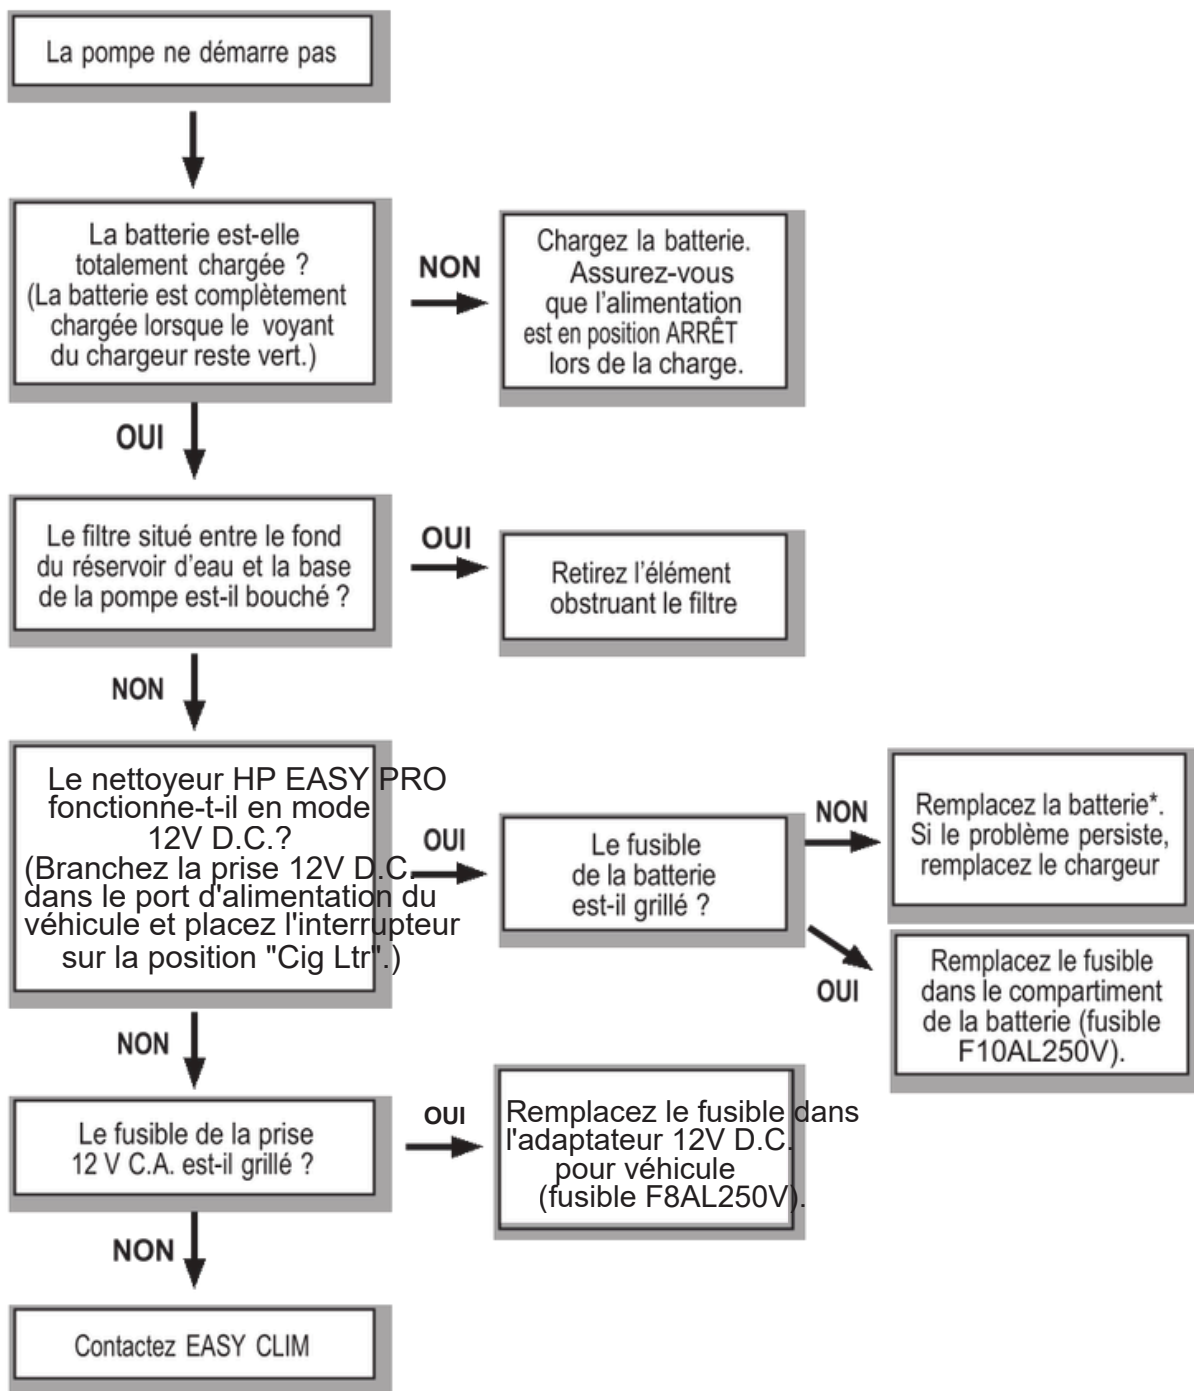 La pompe ne démarre pas
La batterie est-elle
totalement chargée ?
(La batterie est complètement
chargée lorsque le voyant
du chargeur reste vert.)
NON
Chargez la batterie.
Assurez-vous
que l'alimentation
est en position ARRÊT
lors de la charge.
OUI
Le filtre situé entre le fond
du réservoir d'eau et la base
de la pompe est-il bouché ?
OUI
Retirez l'élément
obstruant le filtre
NON
Le nettoyeur HP EASY PRO
fonctionne-t-il en mode
12V D.C.?
(Branchez la prise 12V D.C.
dans le port d'alimentation du
véhicule et placez l'interrupteur
sur la position "Cig Ltr".)
OUI
Le fusible
de la batterie
est-il grillé ?
NON
Remplacez la batterie*.
Si le problème persiste,
remplacez le chargeur
OUI
Remplacez le fusible
dans le compartiment
de la batterie (fusible
F10AL250V).
NON
Le fusible de la prise
12 V C.A. est-il grillé ?
OUI
Remplacez le fusible dans
l'adaptateur 12V D.C.
pour véhicule
(fusible F8AL250V).
NON
Contactez EASY CLIM